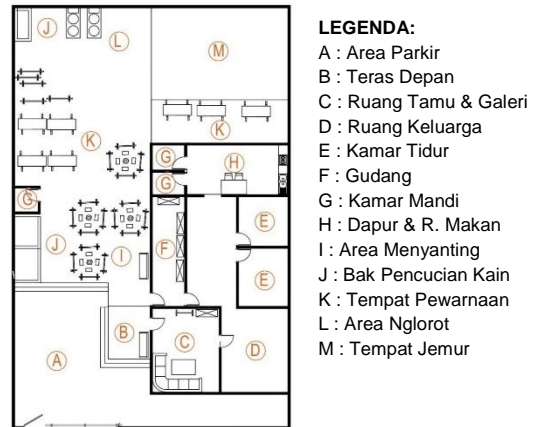 J
L
M
K
K
G
H
G
G
E
J
I
F
E
B
C
D
A
LEGENDA:
A : Area Parkir
B : Teras Depan
C : Ruang Tamu & Galeri
D : Ruang Keluarga
E : Kamar Tidur
F : Gudang
G : Kamar Mandi
H : Dapur & R. Makan
I : Area Menyanting
J : Bak Pencucian Kain
K : Tempat Pewarnaan
L : Area Nglorot
M : Tempat Jemur